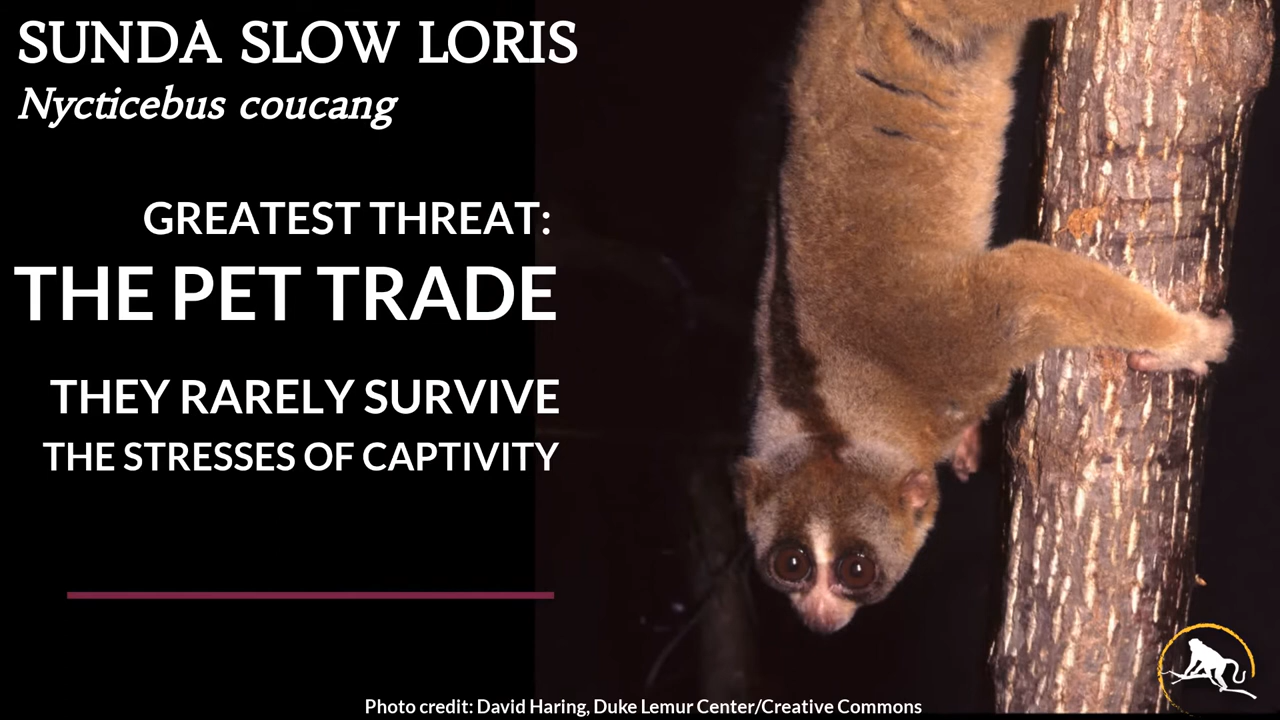 SUNDA SLOW LORIS
Nycticebus coucang
GREATEST THREAT:
THE PET TRADE
THEY RARELY SURVIVE
THE STRESSES OF CAPTIVITY
Photo credit: David Haring, Duke Lemur Center/Creative Commons